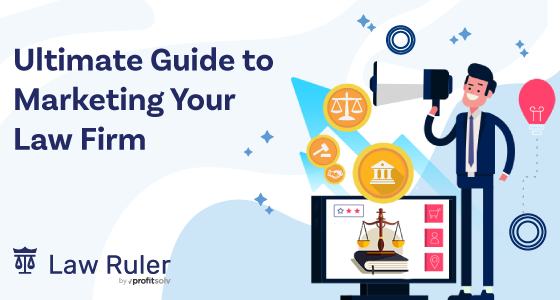 Ultimate Guide to
Marketing Your
Law Firm
Law Ruler
by profitsolv